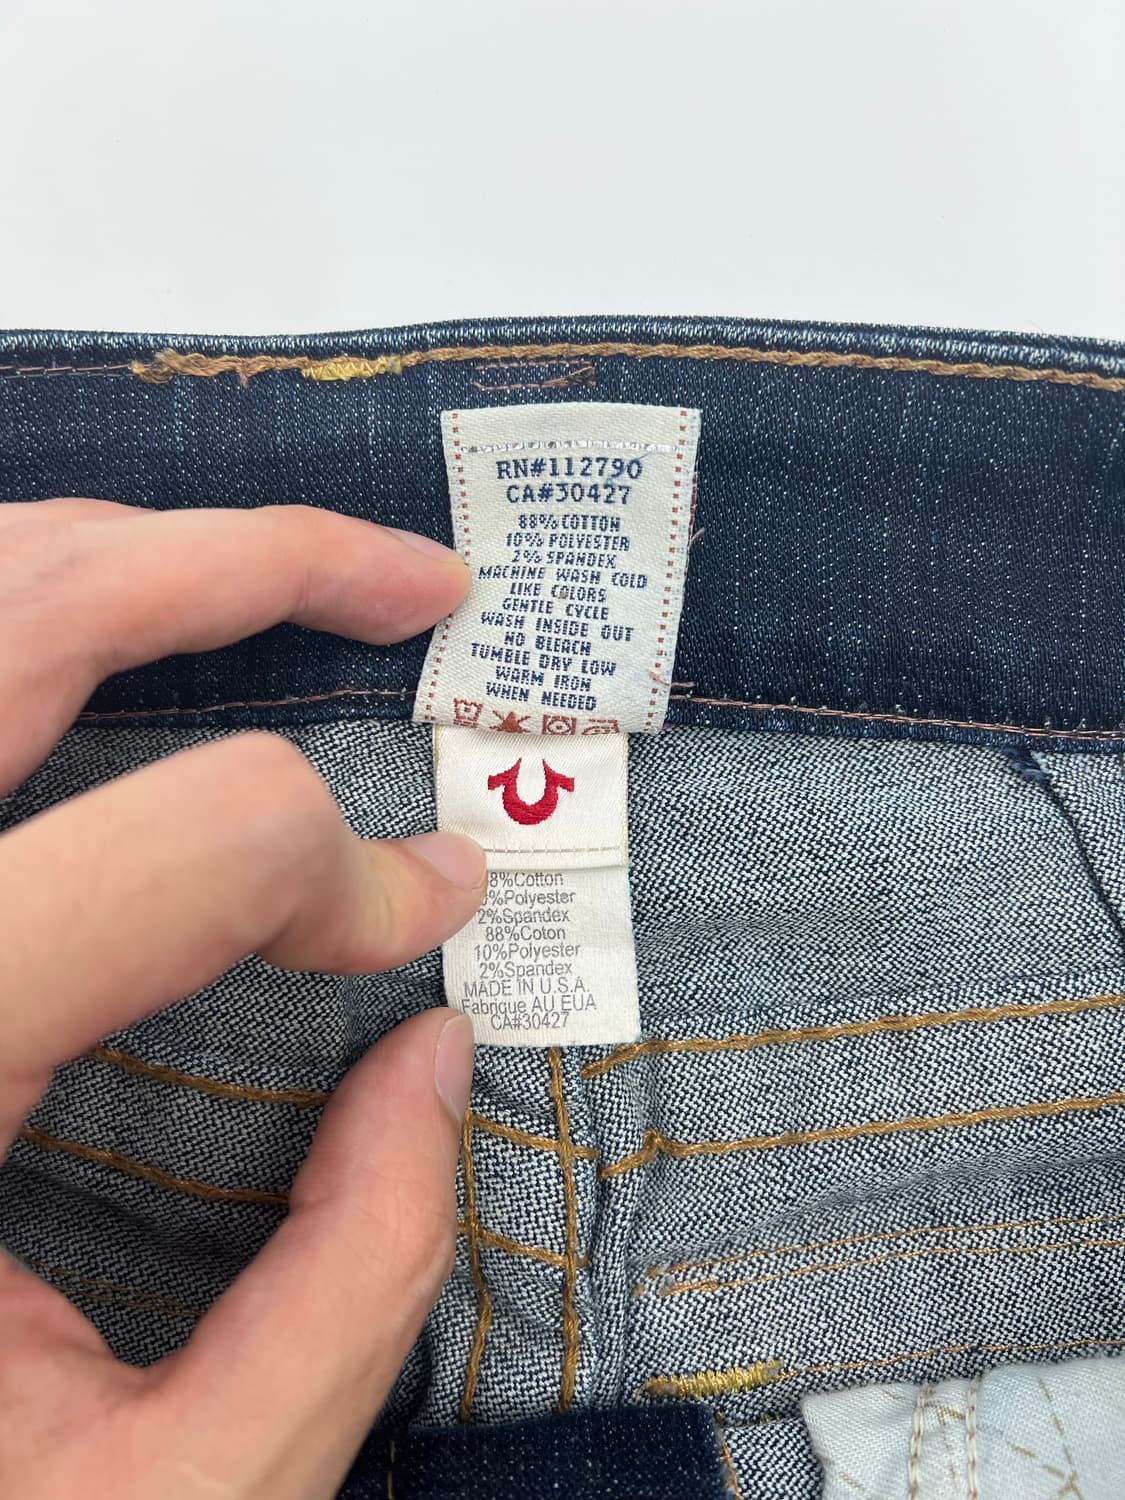 RN#112790
CA#30427
88% COTTON
10% POLYESTER
2% SPANDEX
MACHINE WASH COLD
LIKE COLORS
GENTLE CYCLE
WASH INSIDE OUT
NO BLEACH
TUMBLE DRY LOW
WARM IRON
WHEN NEEDED
8%Cotton
%Polyester
2%Spandex
88%Coton
10%Polyester
2%Spandex
MADE IN U.S.A.
Fabrique AU EUA
CA#30427